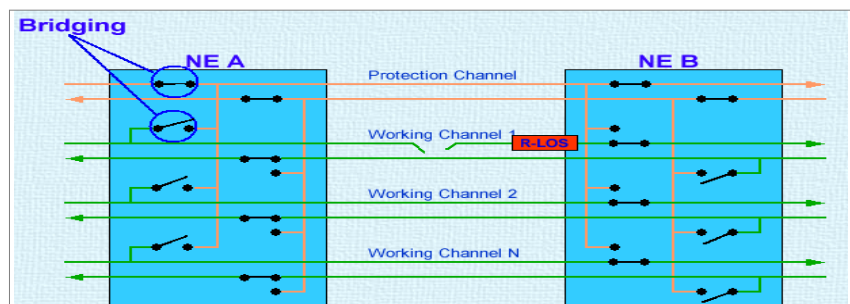 Bridging
NE A
NE B
Protection Channel
Working Channel 1
R-LOS
Working Channel 2
Working Channel N